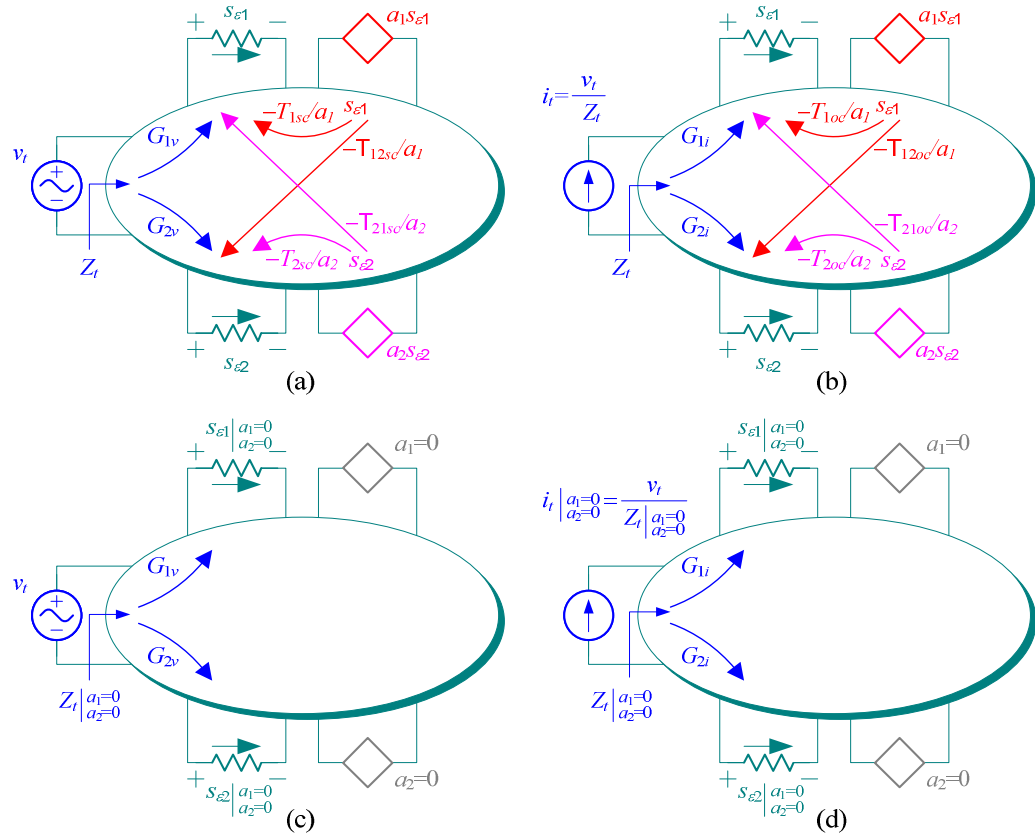 + sε1 − a1sε1
vt + − G1v −T1sc/a1 sε1
−T12sc/a1
G2v −T21sc/a2
Zt −T2sc/a2 sε2
+ sε2 − a2sε2
(a)
+ sε1 − a1sε1
it = vt / Zt G1i −T1oc/a1 sε1
−T12oc/a1
G2i −T21oc/a2
Zt −T2oc/a2 sε2
+ sε2 − a2sε2
(b)
sε1|a1=0 a2=0
+ − a1=0
vt + − G1v
G2v
Zt|a1=0 a2=0
+ − a2=0
sε2|a1=0 a2=0
(c)
sε1|a1=0 a2=0
+ − a1=0
it|a1=0 a2=0 = vt / Zt|a1=0 a2=0
G1i
G2i
Zt|a1=0 a2=0
+ − a2=0
sε2|a1=0 a2=0
(d)